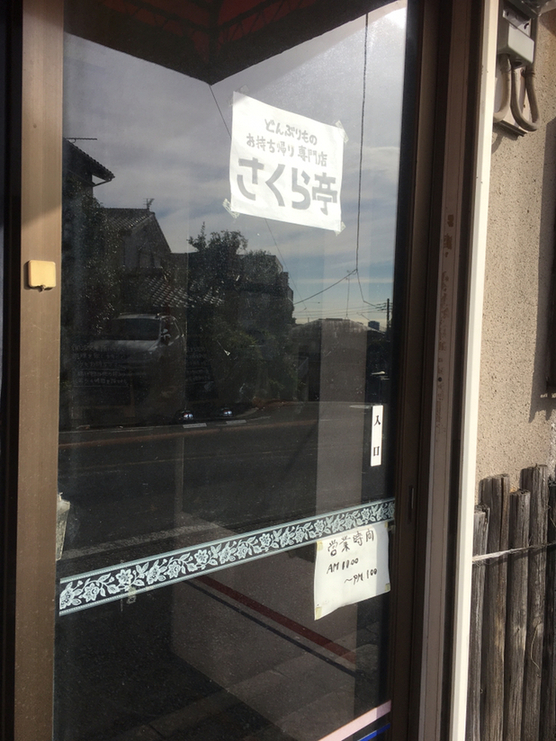 どんぶりもの
お持ち帰り専門店
さくら亭
入口
営業時間
AM 11:00
〜PM 1:00